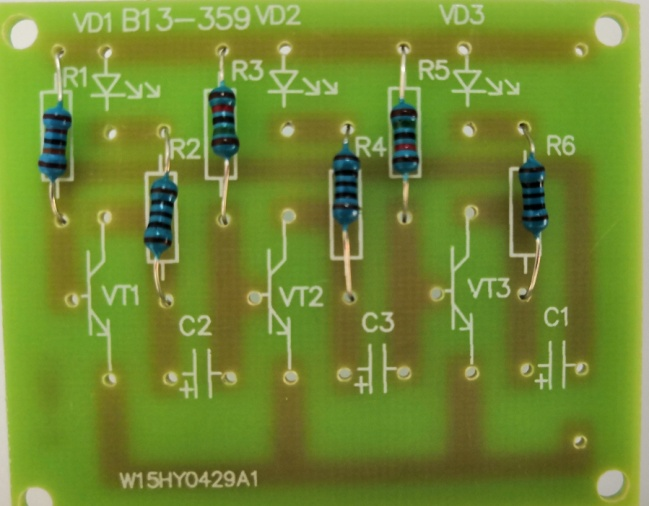 VD1 B13-359 VD2 VD3
R1 R3 R5
R2 R4 R6
VT1 VT2 VT3
C2 C3 C1
+ + +
W15HY0429A1